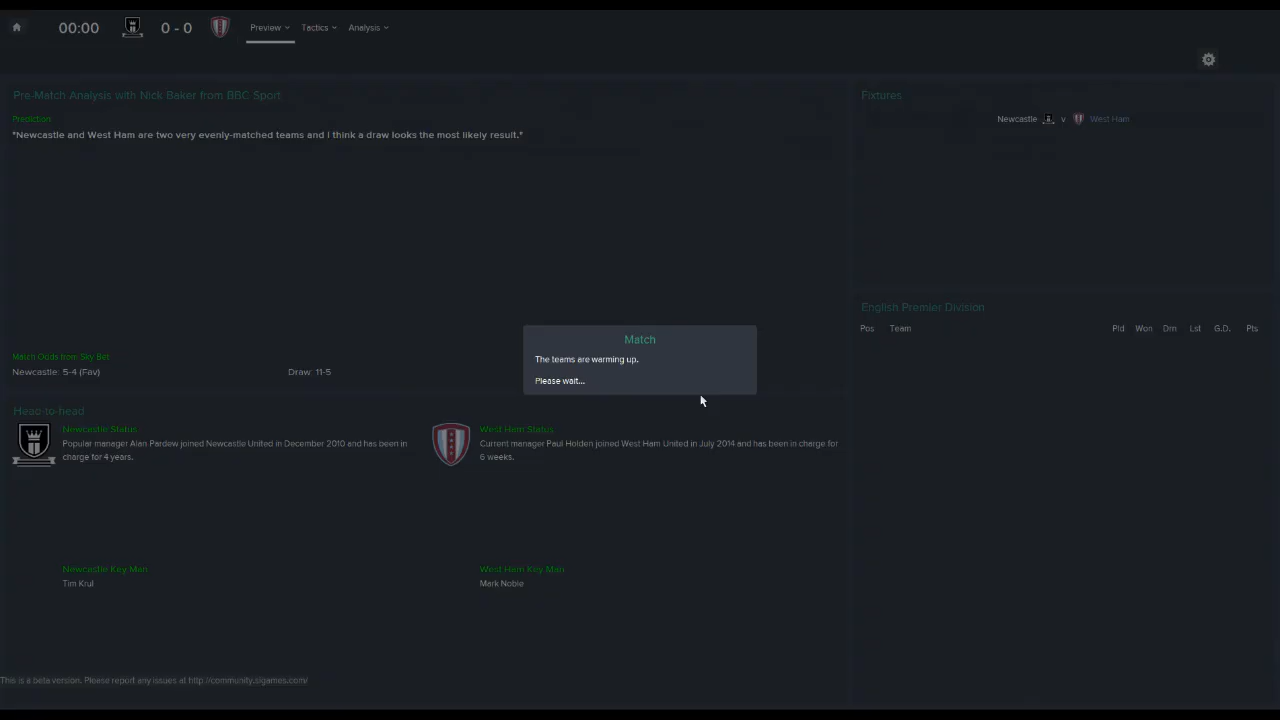 00:00 0 - 0 Preview Tactics Analysis
Pre-Match Analysis with Nick Baker from BBC Sport
Prediction
"Newcastle and West Ham are two very evenly-matched teams and I think a draw looks the most likely result."
Match Odds from Sky Bet
Newcastle: 5-4 (Fav) Draw: 11-5
Fixtures
Newcastle v West Ham
English Premier Division
Pos Team Pld Won Drn Lst G.D. Pts
Match
The teams are warming up.
Please wait...
Head-to-head
Newcastle Status
Popular manager Alan Pardew joined Newcastle United in December 2010 and has been in
charge for 4 years.
West Ham Status
Current manager Paul Holden joined West Ham United in July 2014 and has been in charge for
6 weeks.
Newcastle Key Man
Tim Krul
West Ham Key Man
Mark Noble
This is a beta version. Please report any issues at http://community.sigames.com/